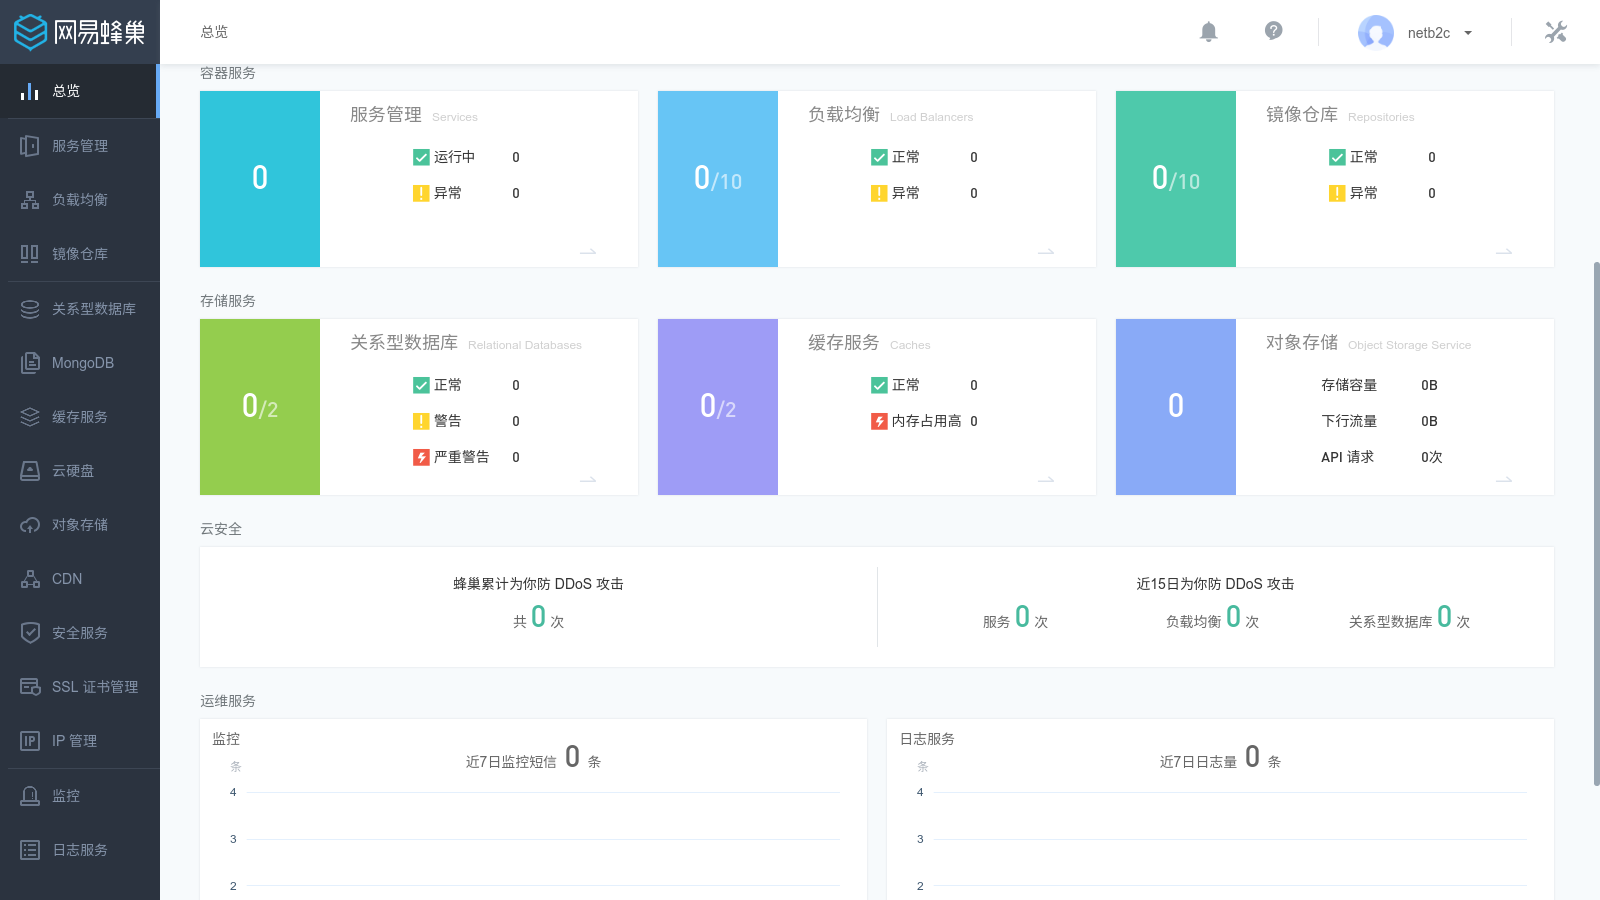 网易蜂巢
总览
netb2c
总览
服务管理
负载均衡
镜像仓库
关系型数据库
MongoDB
缓存服务
云硬盘
对象存储
CDN
安全服务
SSL 证书管理
IP 管理
监控
日志服务
容器服务
0
服务管理 Services
运行中 0
异常 0
0/10
负载均衡 Load Balancers
正常 0
异常 0
0/10
镜像仓库 Repositories
正常 0
异常 0
存储服务
0/2
关系型数据库 Relational Databases
正常 0
警告 0
严重警告 0
0/2
缓存服务 Caches
正常 0
内存占用高 0
0
对象存储 Object Storage Service
存储容量 0B
下行流量 0B
API 请求 0次
云安全
蜂巢累计为你防 DDoS 攻击
共 0 次
近15日为你防 DDoS 攻击
服务 0 次
负载均衡 0 次
关系型数据库 0 次
运维服务
监控
近7日监控短信 0 条
条
4
3
2
日志服务
近7日日志量 0 条
条
4
3
2